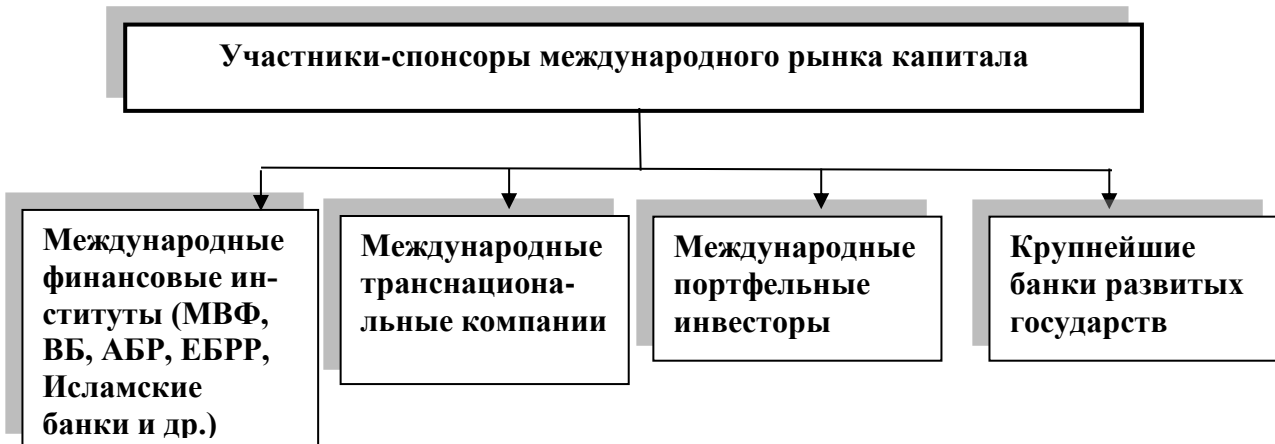 Участники-спонсоры международного рынка капитала
Международные
финансовые ин-
ституты (МВФ,
ВБ, АБР, ЕБРР,
Исламские
банки и др.)
Международные
транснациона-
льные компании
Международные
портфельные
инвесторы
Крупнейшие
банки развитых
государств